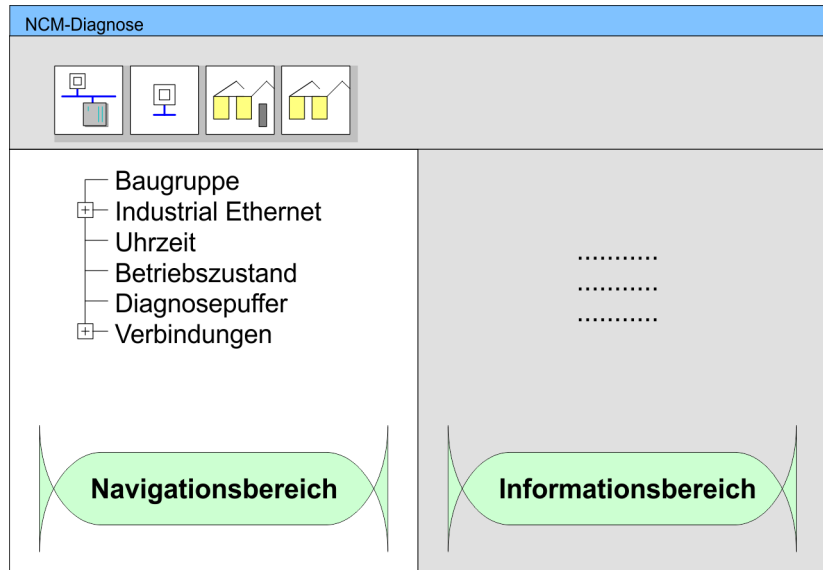 NCM-Diagnose
Baugruppe
Industrial Ethernet
Uhrzeit
Betriebszustand
Diagnosepuffer
Verbindungen
...........
...........
...........
Navigationsbereich
Informationsbereich